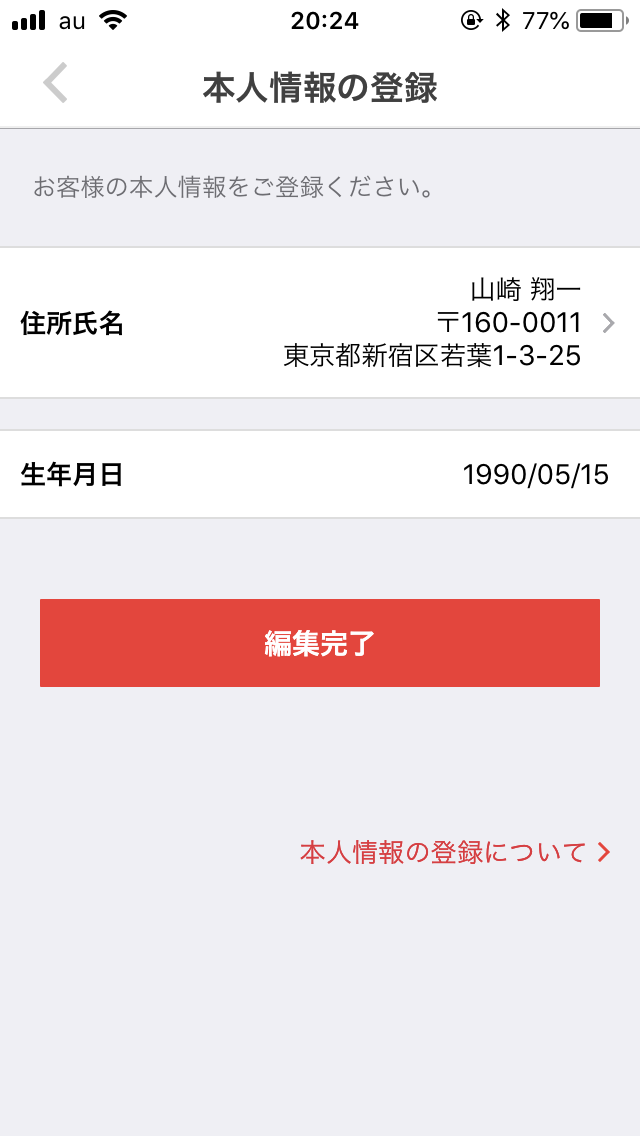 au 20:24 77%
本人情報の登録
お客様の本人情報をご登録ください。
山崎 翔一
住所氏名 〒160-0011
東京都新宿区若葉1-3-25
生年月日 1990/05/15
編集完了
本人情報の登録について